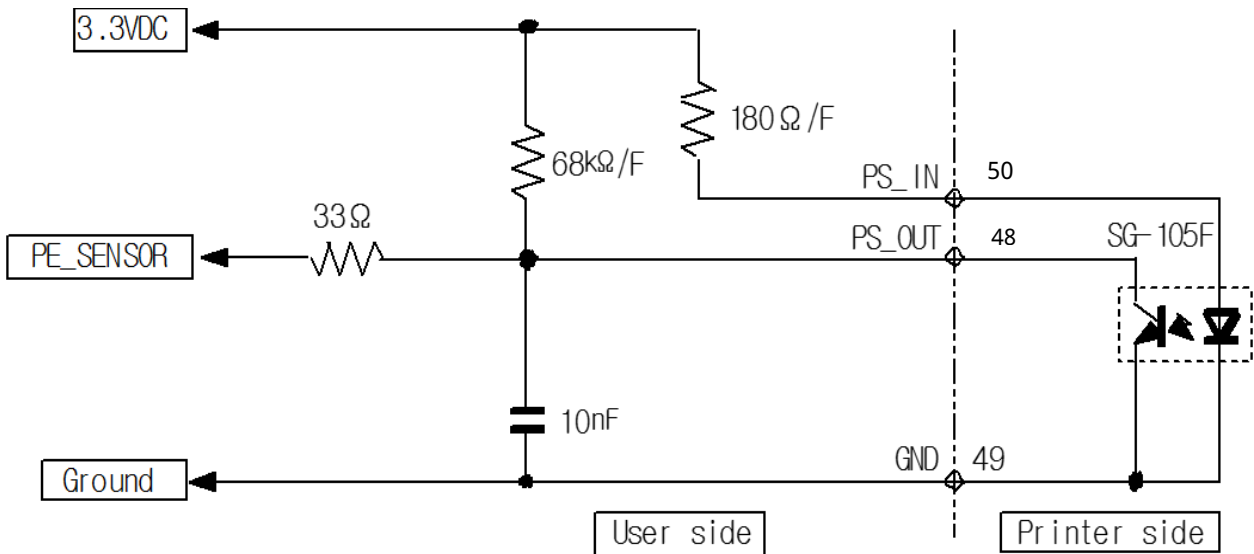 3.3VDC
180Ω/F
68kΩ/F
PS_IN 50
33Ω
PE_SENSOR
PS_OUT 48 SG-105F
10nF
Ground
GND 49
User side
Printer side